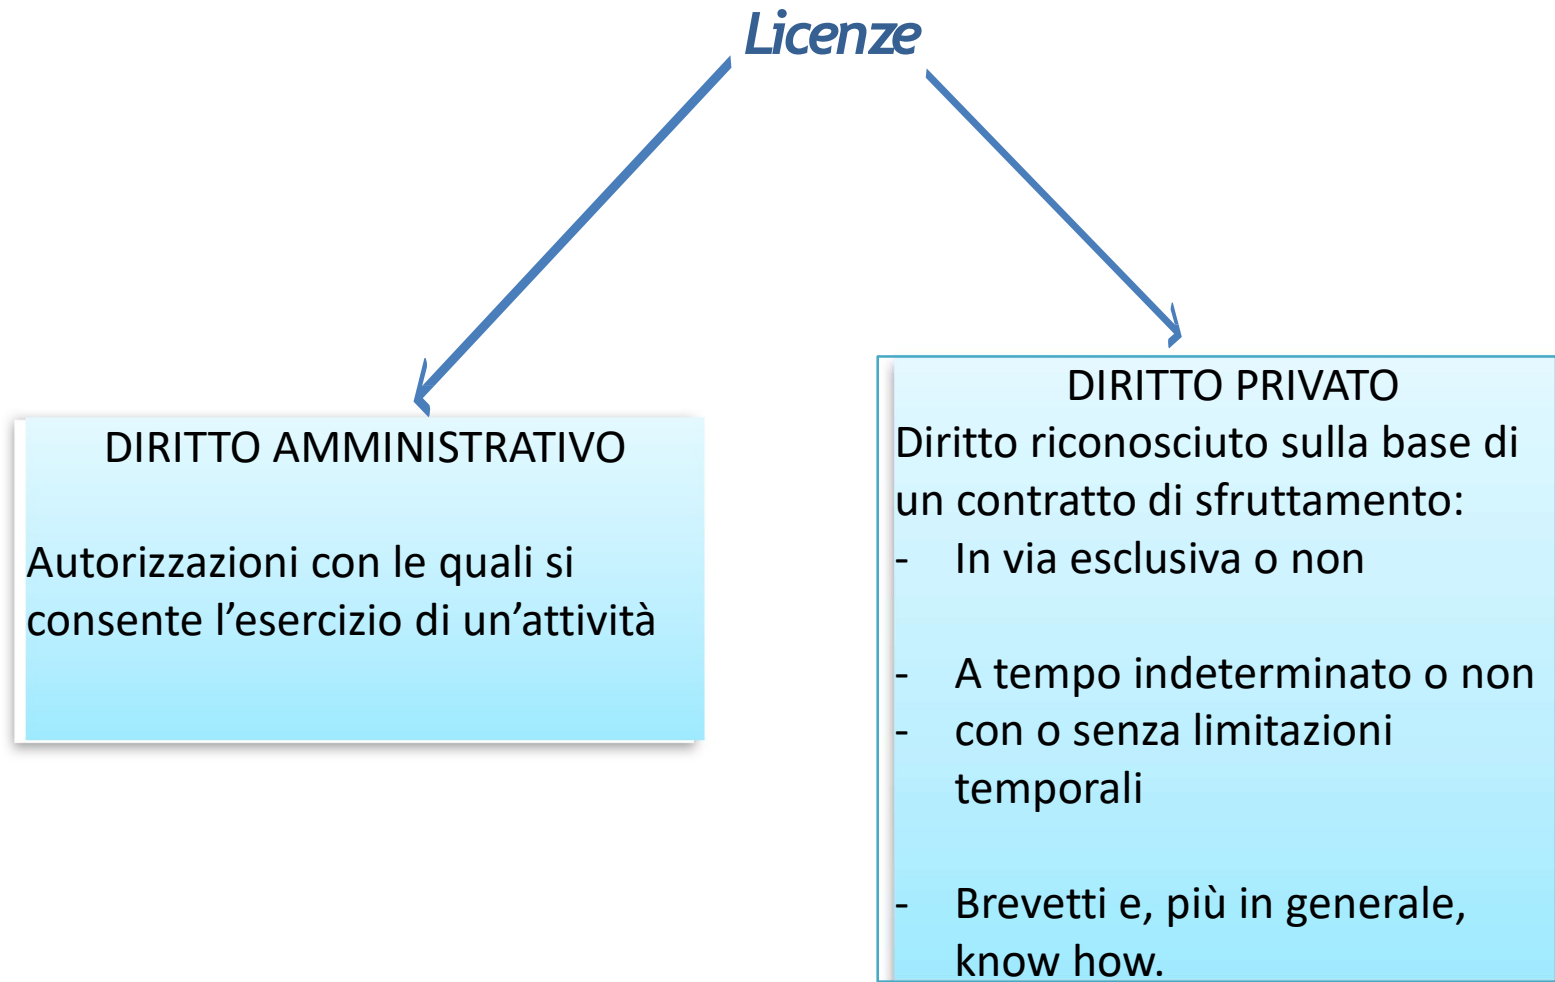 Licenze
DIRITTO AMMINISTRATIVO
Autorizzazioni con le quali si
consente l’esercizio di un’attività
DIRITTO PRIVATO
Diritto riconosciuto sulla base di
un contratto di sfruttamento:
- In via esclusiva o non
- A tempo indeterminato o non
- con o senza limitazioni
temporali
- Brevetti e, più in generale,
know how.